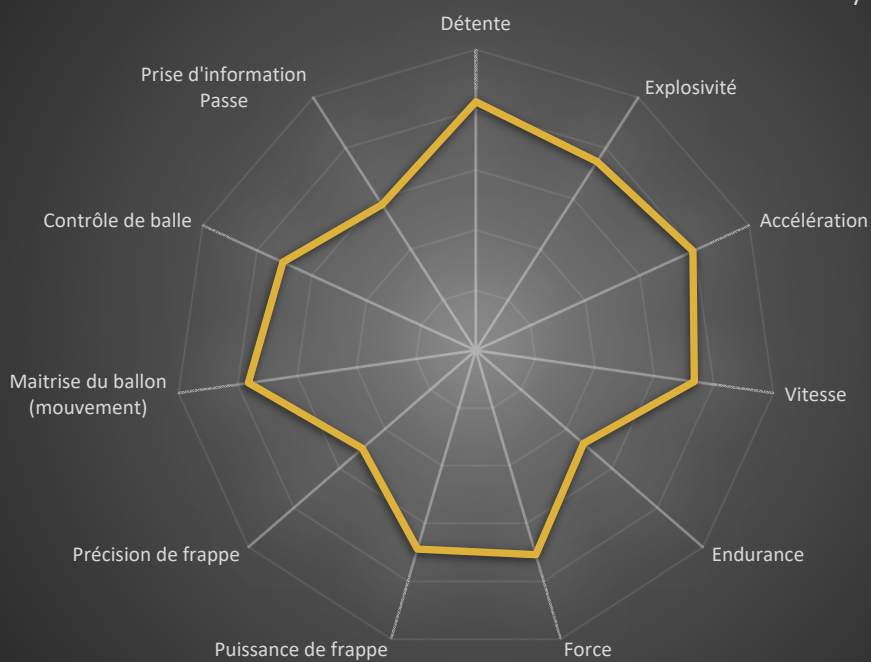 Détente
Explosivité
Accélération
Vitesse
Endurance
Force
Puissance de frappe
Précision de frappe
Maitrise du ballon
(mouvement)
Contrôle de balle
Prise d'information
Passe